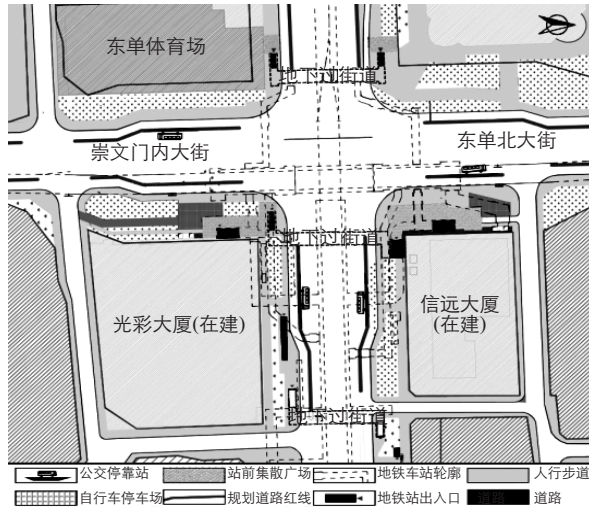 东单体育场
地下过街道
崇文门内大街
东单北大街
地下过街道
光彩大厦(在建)
信远大厦
(在建)
地下过街道
公交停靠站
站前集散广场
地铁车站轮廓
人行步道
自行车停车场
规划道路红线
地铁站出入口
道路
道路